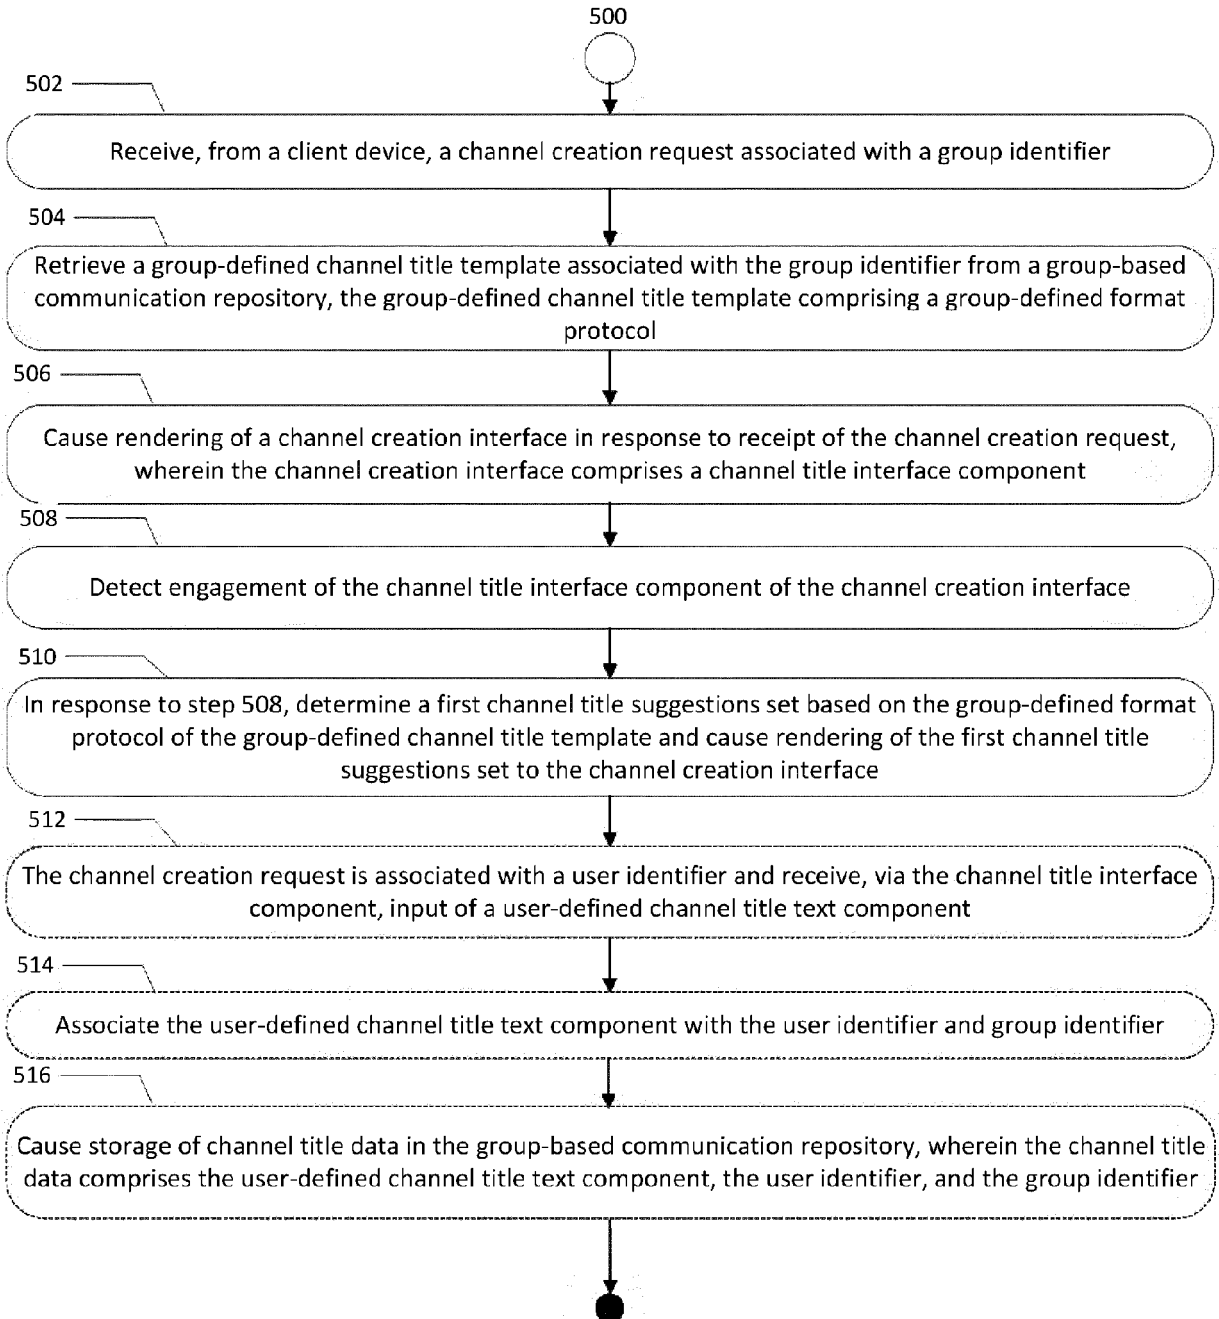 500
502
Receive, from a client device, a channel creation request associated with a group identifier
504
Retrieve a group-defined channel title template associated with the group identifier from a group-based
communication repository, the group-defined channel title template comprising a group-defined format
protocol
506
Cause rendering of a channel creation interface in response to receipt of the channel creation request,
wherein the channel creation interface comprises a channel title interface component
508
Detect engagement of the channel title interface component of the channel creation interface
510
In response to step 508, determine a first channel title suggestions set based on the group-defined format
protocol of the group-defined channel title template and cause rendering of the first channel title
suggestions set to the channel creation interface
512
The channel creation request is associated with a user identifier and receive, via the channel title interface
component, input of a user-defined channel title text component
514
Associate the user-defined channel title text component with the user identifier and group identifier
516
Cause storage of channel title data in the group-based communication repository, wherein the channel title
data comprises the user-defined channel title text component, the user identifier, and the group identifier